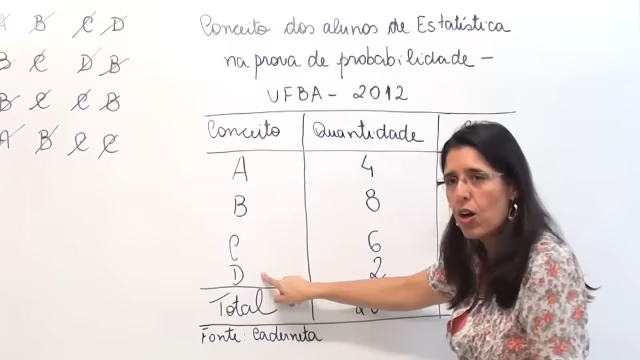 A B C D
B C D B
B C C B
A B C C
Conceito dos alunos de Estatística
na prova de probabilidade -
UFBA - 2012
Conceito Quantidade
A 4
B 8
C 6
D 2
Total
Fonte: Caderneta